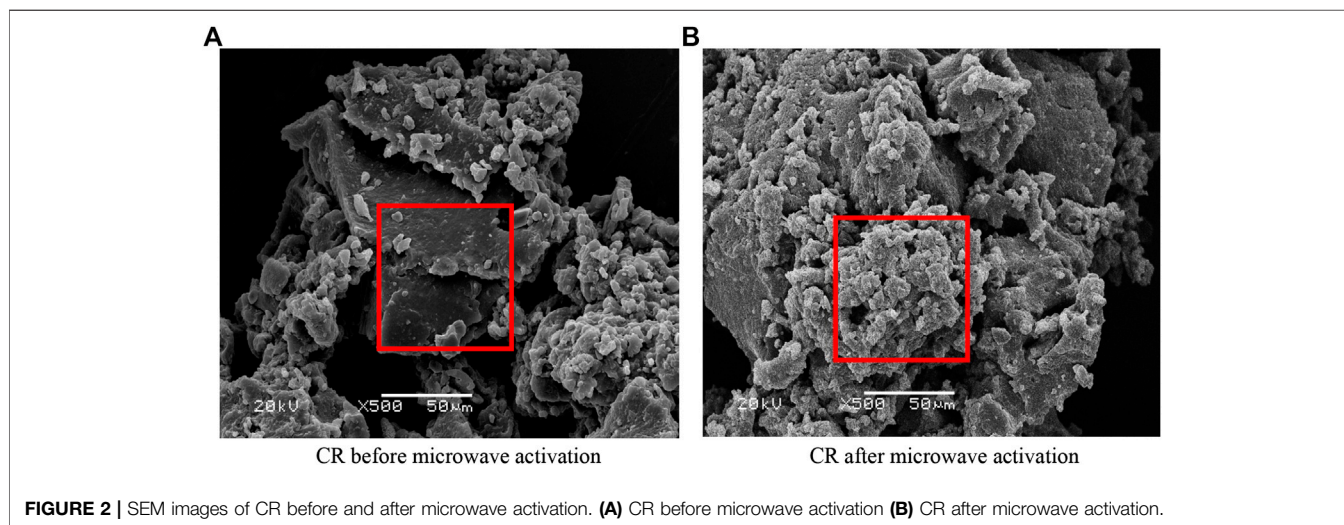 A
B
20kV X500 50μm
20kV X500 50μm
CR before microwave activation
CR after microwave activation
FIGURE 2 | SEM images of CR before and after microwave activation. (A) CR before microwave activation (B) CR after microwave activation.